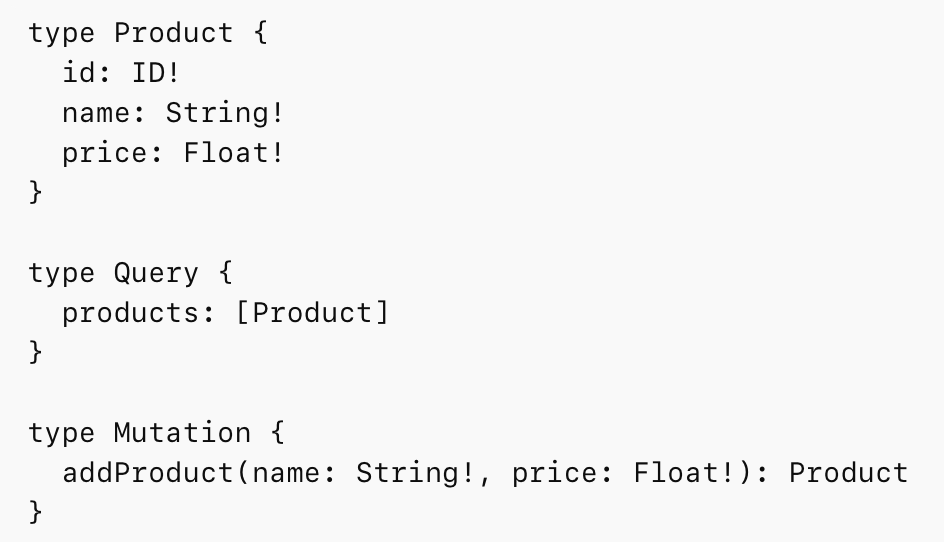 type Product {
  id: ID!
  name: String!
  price: Float!
}

type Query {
  products: [Product]
}

type Mutation {
  addProduct(name: String!, price: Float!): Product
}